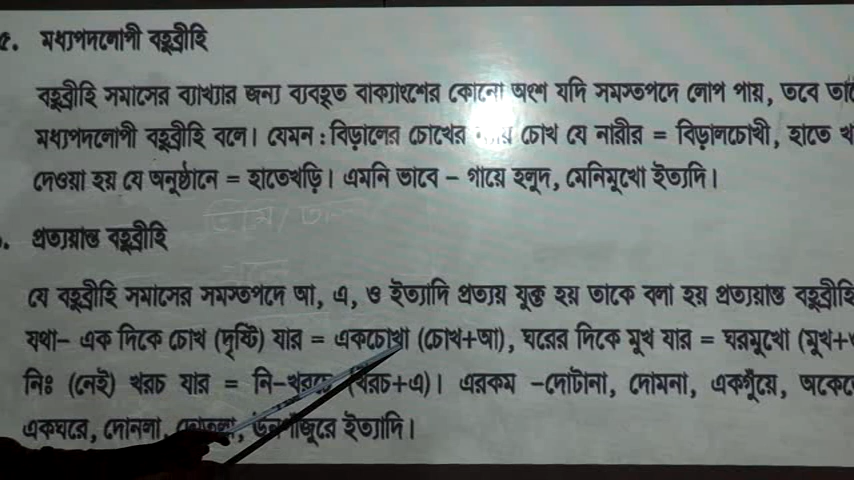 ৫. মধ্যপদলোপী বহুব্রীহি
বহুব্রীহি সমাসের ব্যাখ্যার জন্য ব্যবহৃত বাক্যাংশের কোনো অংশ যদি সমস্তপদে লোপ পায়, তবে
মধ্যপদলোপী বহুব্রীহি বলে। যেমন : বিড়ালের চোখের চোখ যে নারীর = বিড়ালচোখী, হাতে
দেওয়া হয় যে অনুষ্ঠানে = হাতেখড়ি। এমনি ভাবে – গায়ে হলুদ, মেনিমুখো ইত্যাদি।
প্রত্যয়ান্ত বহুব্রীহি
যে বহুব্রীহি সমাসের সমস্তপদে আ, এ, ও ইত্যাদি প্রত্যয় যুক্ত হয় তাকে বলা হয় প্রত্যয়ান্ত বহুব্রীহি
যথা- এক দিকে চোখ (দৃষ্টি) যার = একচোখা (চোখ+আ), ঘরের দিকে মুখ যার = ঘরমুখো (মুখ+
নিঃ (নেই) খরচ যার = নি-খরচে (খরচ+এ)। এরকম -দোটানা, দোমনা, একগুঁয়ে,
একঘরে, দোনলা, ঊনপাঁজুরে ইত্যাদি।